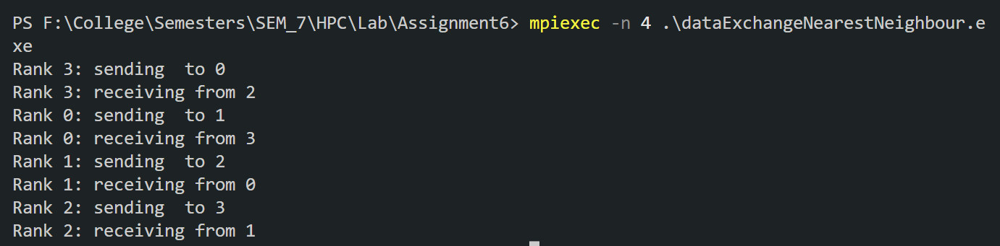 PS F:\College\Semesters\SEM_7\HPC\Lab\Assignment6> mpiexec -n 4 .\dataExchangeNearestNeighbour.e
xe
Rank 3: sending  to 0
Rank 3: receiving from 2
Rank 0: sending  to 1
Rank 0: receiving from 3
Rank 1: sending  to 2
Rank 1: receiving from 0
Rank 2: sending  to 3
Rank 2: receiving from 1